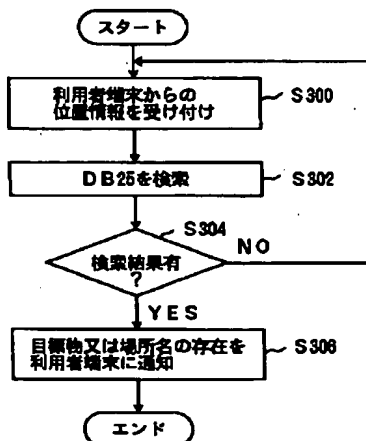 スタート
利用者端末からの
位置情報を受け付け
S300
DB25を検索
S302
S304
検索結果有
?
NO
YES
目標物又は場所名の存在を
利用者端末に通知
S306
エンド